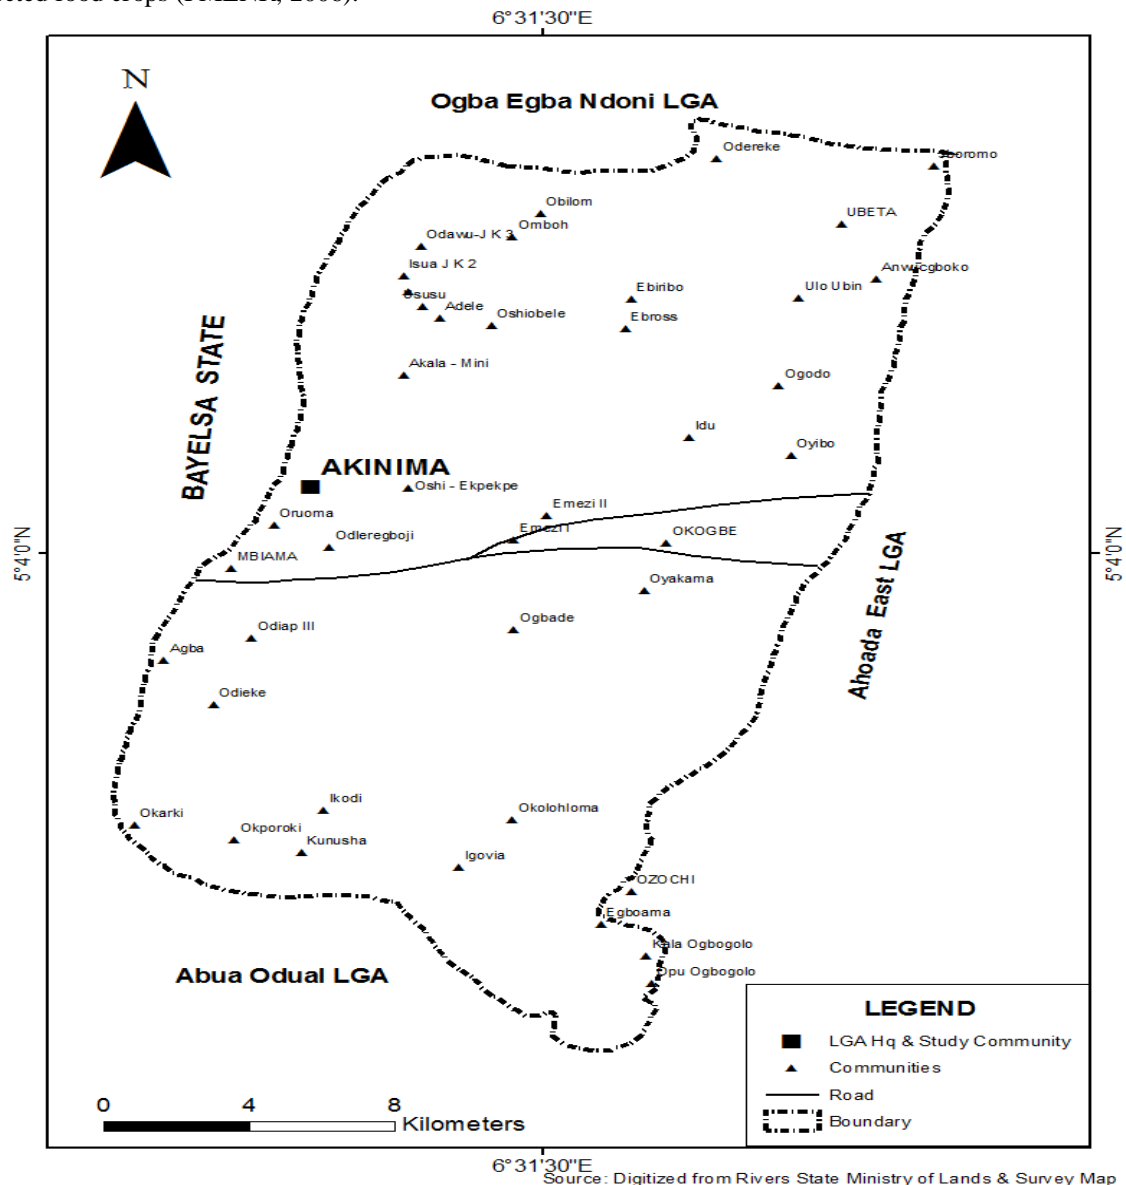 6°31'30"E
N
Ogba Egba Ndoni LGA
Odereke
Obilom
UBETA
Omboh
Odawu-J K 3
Isua J K 2
Anwicgboko
Ebiribo
Ulo Ubin
Osusu
Adele
Oshiobele
Ebross
Akala - Mini
Ogodo
BAYELSA STATE
Idu
Oyibo
AKINIMA
Oshi - Ekpekpe
Emezi II
Oruoma
Emezi I
OKOGBE
Odleregboji
5°4'0"N
5°4'0"N
MBIAMA
Oyakama
Ahoada East LGA
Ogbade
Odiap III
Agba
Odieke
Ikodi
Okarki
Okolohloma
Okporoki
Kunusha
Igovia
OZOCHI
Egboama
Kala Ogbogolo
Opu Ogbogolo
Abua Odual LGA
LEGEND
LGA Hq & Study Community
Communities
Road
Boundary
0 4 8
Kilometers
6°31'30"E
Source: Digitized from Rivers State Ministry of Lands & Survey Map